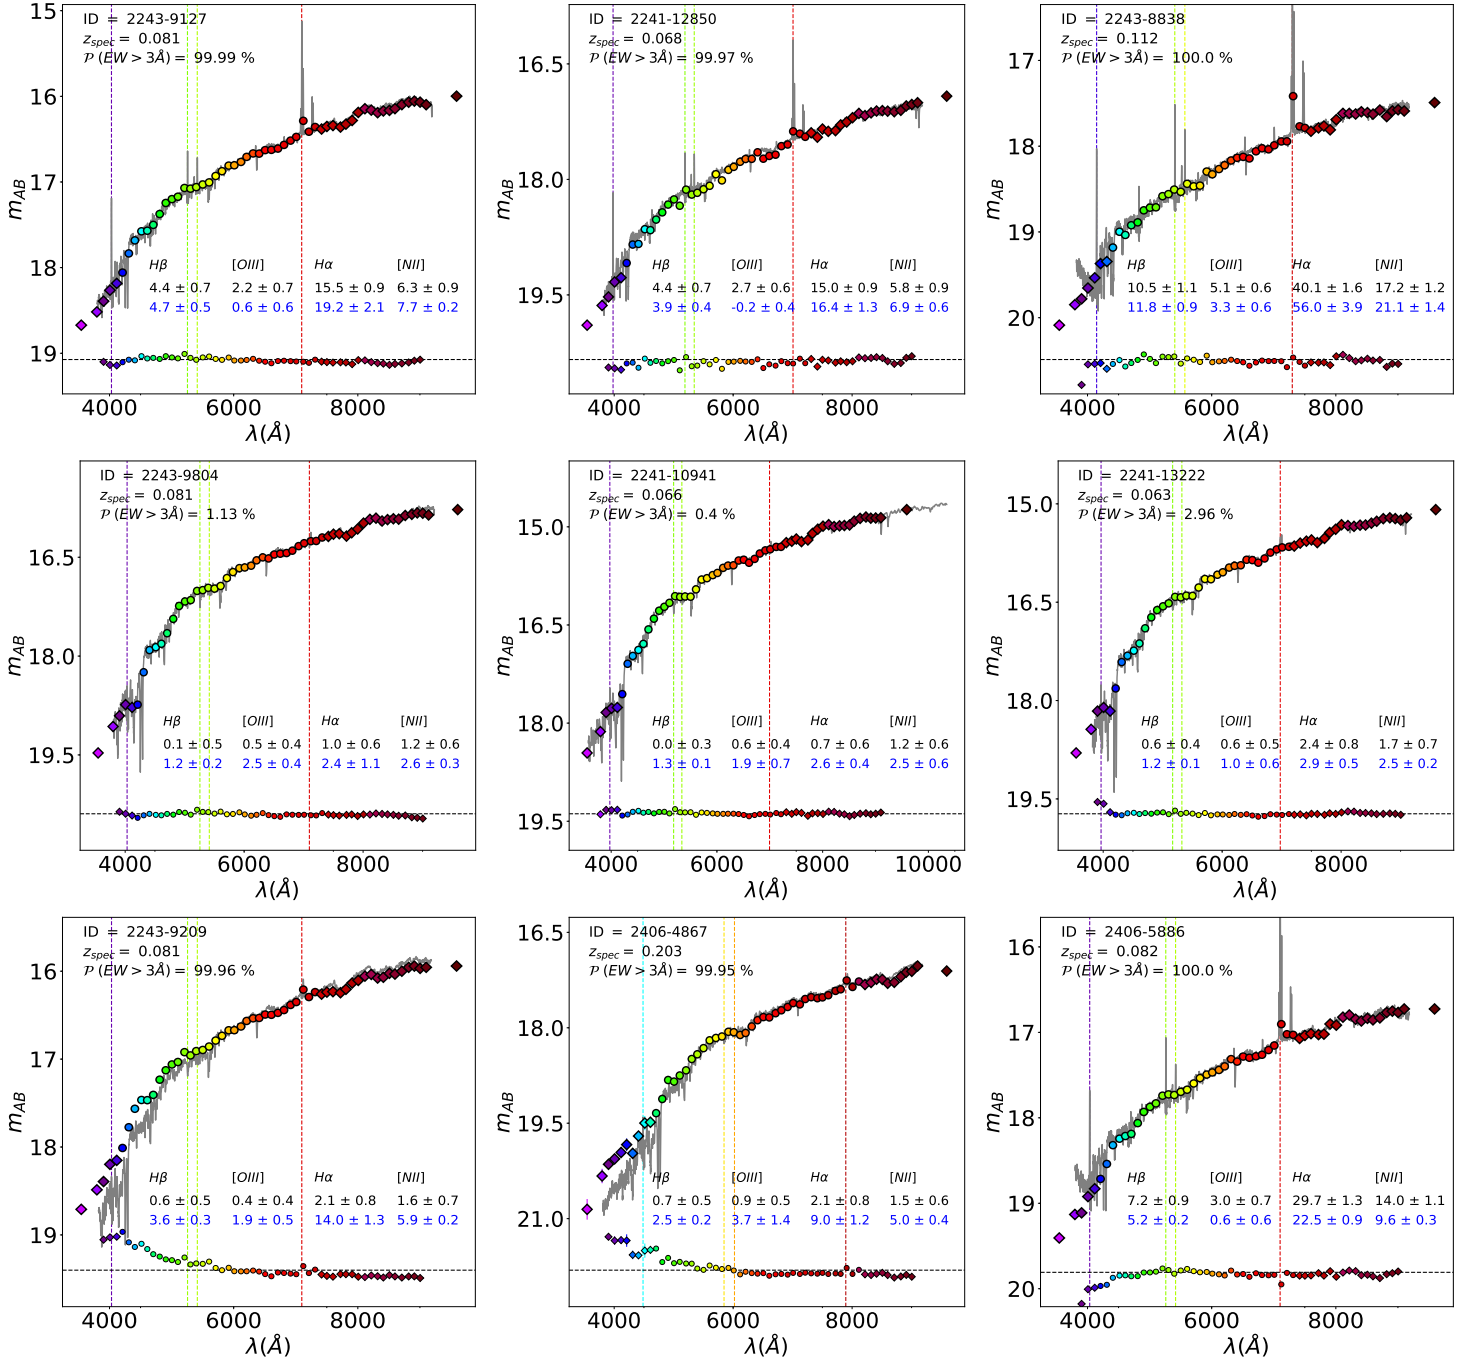 ID = 2243-9127
z_spec = 0.081
P (EW > 3Å) = 99.99 %
15
16
17
18
19
m_AB
Hβ [OIII] Hα [NII]
4.4 ± 0.7 2.2 ± 0.7 15.5 ± 0.9 6.3 ± 0.9
4.7 ± 0.5 0.6 ± 0.6 19.2 ± 2.1 7.7 ± 0.2
4000 6000 8000
λ(Å)
ID = 2241-12850
z_spec = 0.068
P (EW > 3Å) = 99.97 %
16.5
18.0
19.5
m_AB
Hβ [OIII] Hα [NII]
4.4 ± 0.7 2.7 ± 0.6 15.0 ± 0.9 5.8 ± 0.9
3.9 ± 0.4 -0.2 ± 0.4 16.4 ± 1.3 6.9 ± 0.6
4000 6000 8000
λ(Å)
ID = 2243-8838
z_spec = 0.112
P (EW > 3Å) = 100.0 %
17
18
19
20
m_AB
Hβ [OIII] Hα [NII]
10.5 ± 1.1 5.1 ± 0.6 40.1 ± 1.6 17.2 ± 1.2
11.8 ± 0.9 3.3 ± 0.6 56.0 ± 3.9 21.1 ± 1.4
4000 6000 8000
λ(Å)
ID = 2243-9804
z_spec = 0.081
P (EW > 3Å) = 1.13 %
16.5
18.0
19.5
m_AB
Hβ [OIII] Hα [NII]
0.1 ± 0.5 0.5 ± 0.4 1.0 ± 0.6 1.2 ± 0.6
1.2 ± 0.2 2.5 ± 0.4 2.4 ± 1.1 2.6 ± 0.3
4000 6000 8000
λ(Å)
ID = 2241-10941
z_spec = 0.066
P (EW > 3Å) = 0.4 %
15.0
16.5
18.0
19.5
m_AB
Hβ [OIII] Hα [NII]
0.0 ± 0.3 0.6 ± 0.4 0.7 ± 0.6 1.2 ± 0.6
1.3 ± 0.1 1.9 ± 0.7 2.6 ± 0.4 2.5 ± 0.6
4000 6000 8000 10000
λ(Å)
ID = 2241-13222
z_spec = 0.063
P (EW > 3Å) = 2.96 %
15.0
16.5
18.0
19.5
m_AB
Hβ [OIII] Hα [NII]
0.6 ± 0.4 0.6 ± 0.5 2.4 ± 0.8 1.7 ± 0.7
1.2 ± 0.1 1.0 ± 0.6 2.9 ± 0.5 2.5 ± 0.2
4000 6000 8000
λ(Å)
ID = 2243-9209
z_spec = 0.081
P (EW > 3Å) = 99.96 %
16
17
18
19
m_AB
Hβ [OIII] Hα [NII]
0.6 ± 0.5 0.4 ± 0.4 2.1 ± 0.8 1.6 ± 0.7
3.6 ± 0.3 1.9 ± 0.5 14.0 ± 1.3 5.9 ± 0.2
4000 6000 8000
λ(Å)
ID = 2406-4867
z_spec = 0.203
P (EW > 3Å) = 99.95 %
16.5
18.0
19.5
21.0
m_AB
Hβ [OIII] Hα [NII]
0.7 ± 0.5 0.9 ± 0.5 2.1 ± 0.8 1.5 ± 0.6
2.5 ± 0.2 3.7 ± 1.4 9.0 ± 1.2 5.0 ± 0.4
4000 6000 8000
λ(Å)
ID = 2406-5886
z_spec = 0.082
P (EW > 3Å) = 100.0 %
16
17
18
19
20
m_AB
Hβ [OIII] Hα [NII]
7.2 ± 0.9 3.0 ± 0.7 29.7 ± 1.3 14.0 ± 1.1
5.2 ± 0.2 0.6 ± 0.6 22.5 ± 0.9 9.6 ± 0.3
4000 6000 8000
λ(Å)